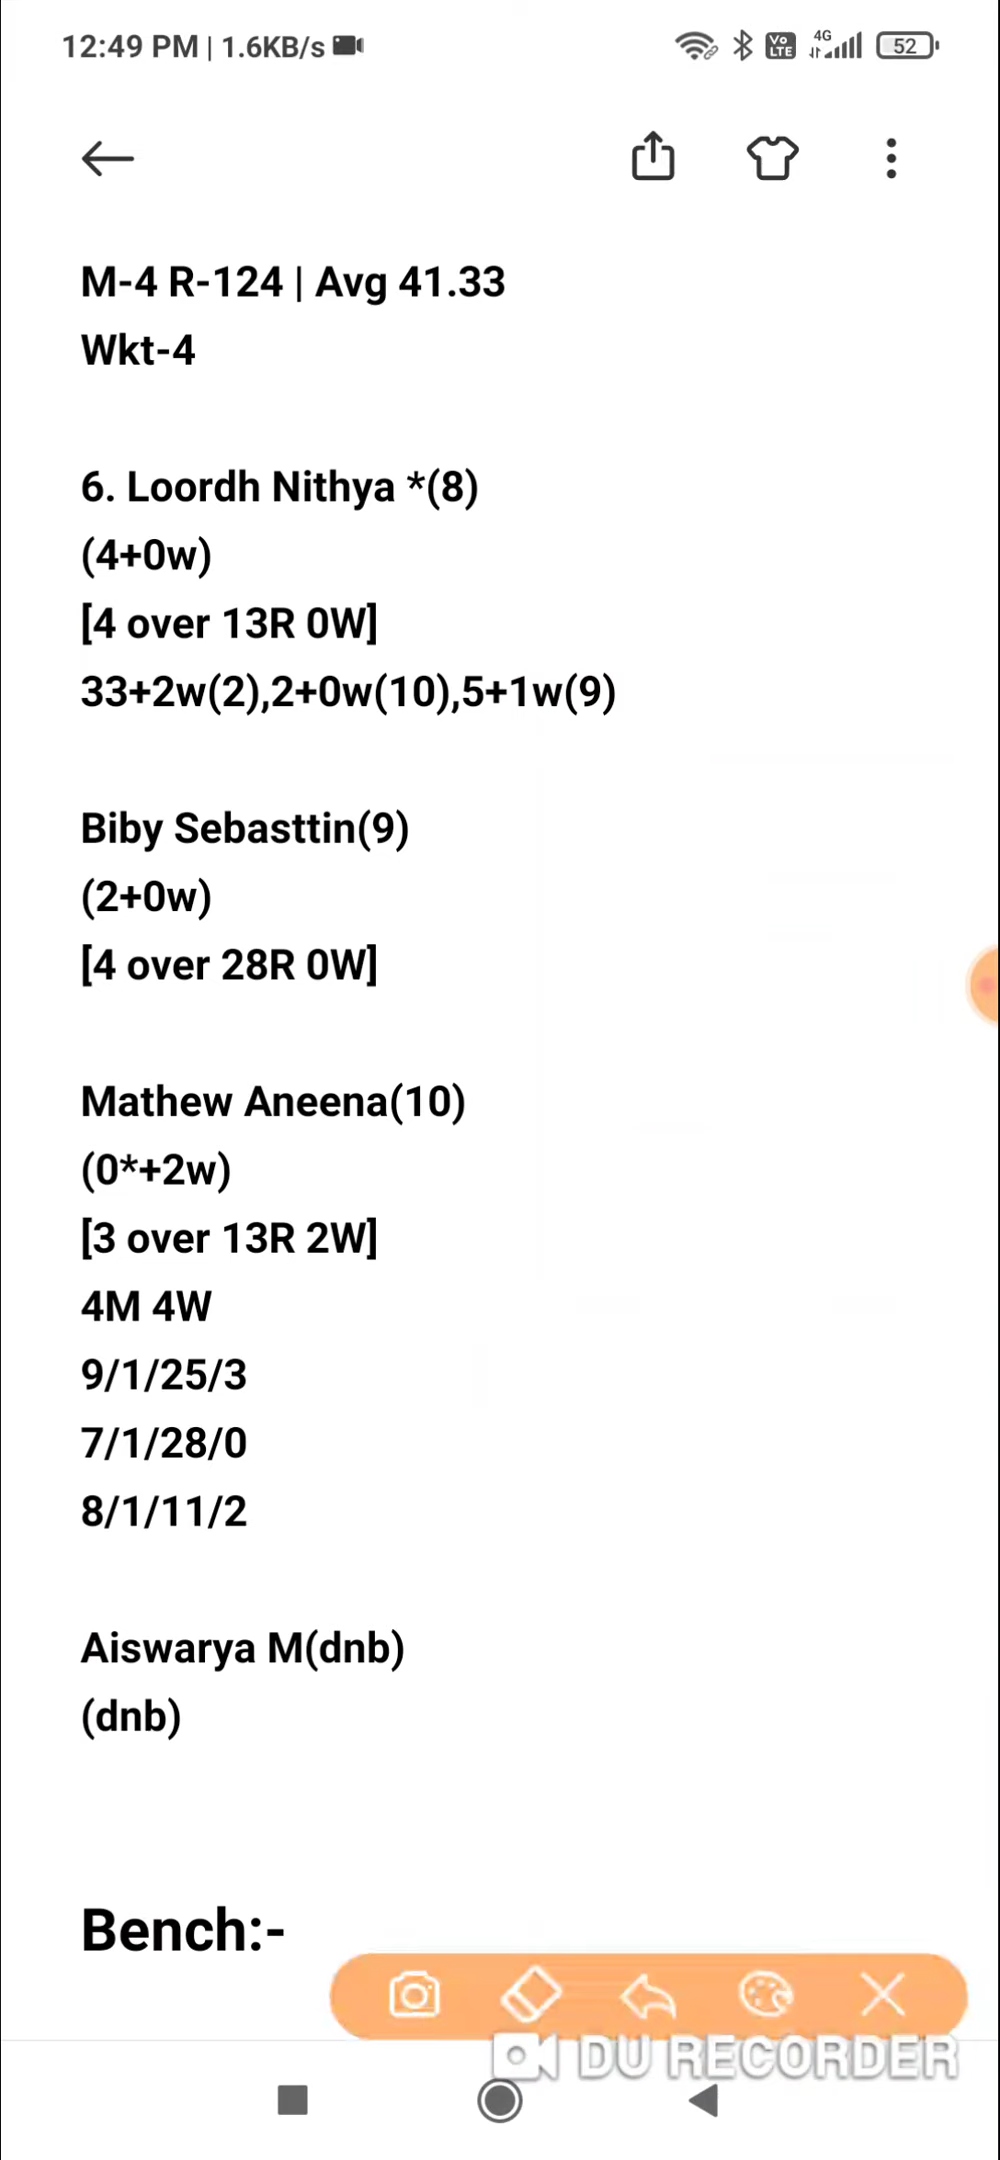 12:49 PM | 1.6KB/s
Vo LTE 4G 52
M-4 R-124 | Avg 41.33
Wkt-4
6. Loordh Nithya *(8)
(4+0w)
[4 over 13R 0W]
33+2w(2),2+0w(10),5+1w(9)
Biby Sebasttin(9)
(2+0w)
[4 over 28R 0W]
Mathew Aneena(10)
(0*+2w)
[3 over 13R 2W]
4M 4W
9/1/25/3
7/1/28/0
8/1/11/2
Aiswarya M(dnb)
(dnb)
Bench:-
DU RECORDER